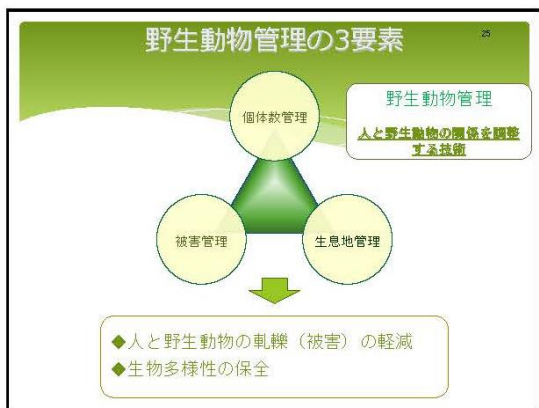 野生動物管理の3要素
25
個体数管理
野生動物管理
人と野生動物の関係を調整
する技術
被害管理
生息地管理
◆人と野生動物の軋轢（被害）の軽減
◆生物多様性の保全